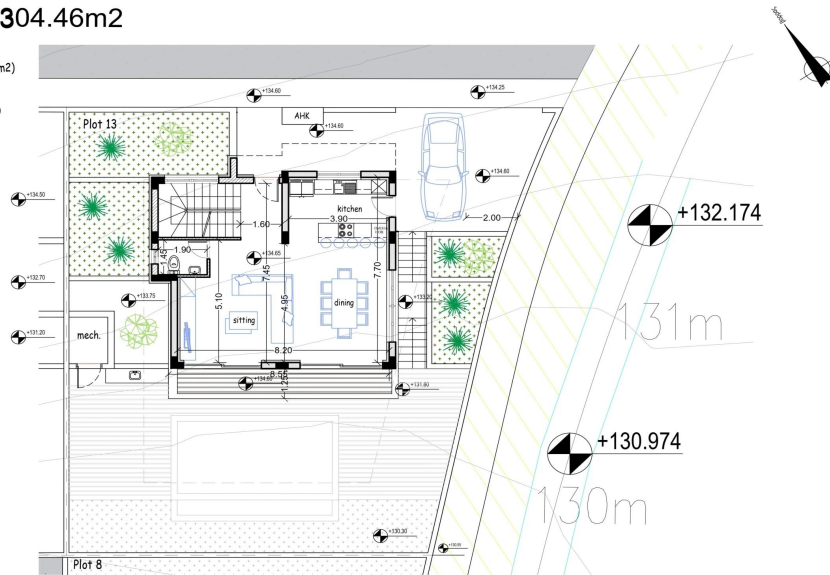 304.46m2
m2)
+134.60
+134.25
AHK
+134.60
Plot 13
+134.60
+134.50
kitchen
3.90
2.00
1.60
+132.174
1.45
1.90
+134.65
7.45
7.70
+132.70
+133.75
+133.20
5.10
4.95
dining
sitting
131m
+131.20
mech.
8.20
8.55
+134.60
1.25
+131.80
+130.974
130m
+130.30
Plot 8